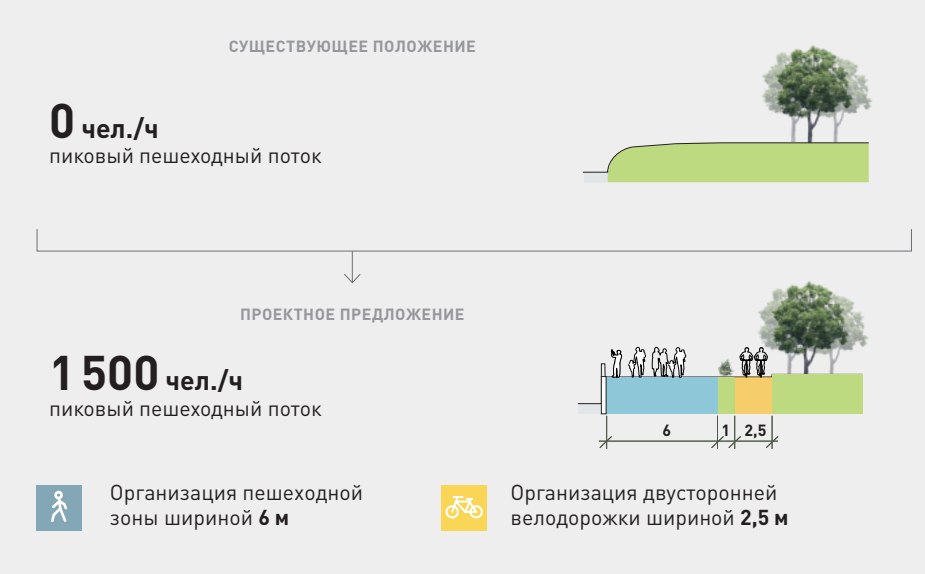 СУЩЕСТВУЮЩЕЕ ПОЛОЖЕНИЕ
0 чел./ч
пиковый пешеходный поток
ПРОЕКТНОЕ ПРЕДЛОЖЕНИЕ
1 500 чел./ч
пиковый пешеходный поток
6 1 2,5
Организация пешеходной
зоны шириной 6 м
Организация двусторонней
велодорожки шириной 2,5 м